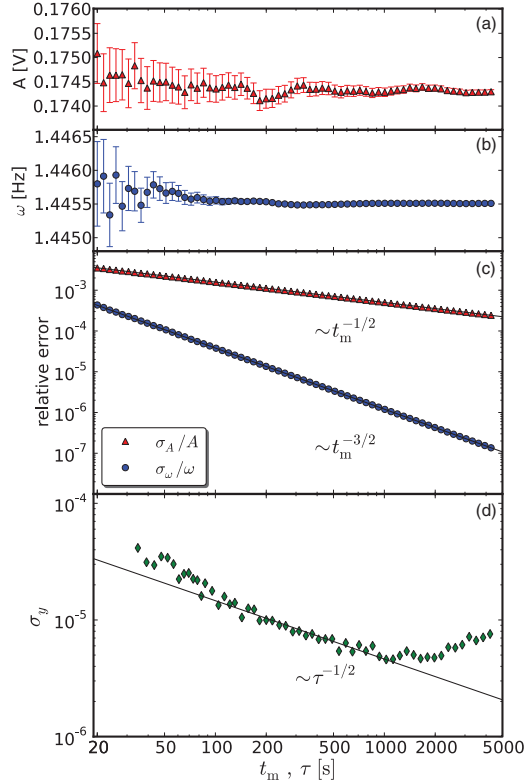 (a)
A [V]
0.1760
0.1755
0.1750
0.1745
0.1740
(b)
ω [Hz]
1.4465
1.4460
1.4455
1.4450
(c)
relative error
10⁻³
10⁻⁴
10⁻⁵
10⁻⁶
10⁻⁷
~t_m^{-1/2}
~t_m^{-3/2}
σ_A/A
σ_ω/ω
(d)
σ_y
10⁻⁴
10⁻⁵
10⁻⁶
~τ^{-1/2}
20 50 100 200 500 1000 2000 5000
t_m , τ [s]